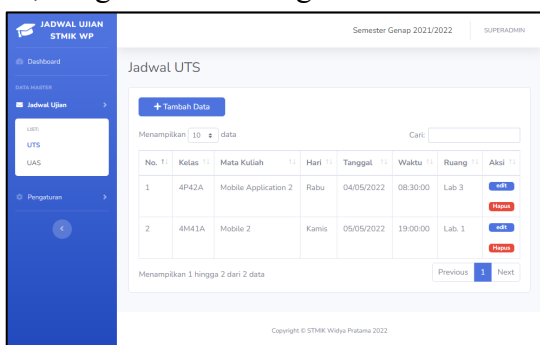 JADWAL UJIAN
STMIK WP
Semester Genap 2021/2022
SUPERADMIN
Dashboard
Jadwal UTS
DATA MASTER
Jadwal Ujian
+ Tambah Data
LIST:
UTS
UAS
Menampilkan 10 data
Cari:
No. Kelas Mata Kuliah Hari Tanggal Waktu Ruang Aksi
1 4P42A Mobile Application 2 Rabu 04/05/2022 08:30:00 Lab 3 edit
Hapus
Pengaturan
2 4M41A Mobile 2 Kamis 05/05/2022 19:00:00 Lab. 1 edit
Hapus
Menampilkan 1 hingga 2 dari 2 data
Previous 1 Next
Copyright © STMIK Widya Pratama 2022